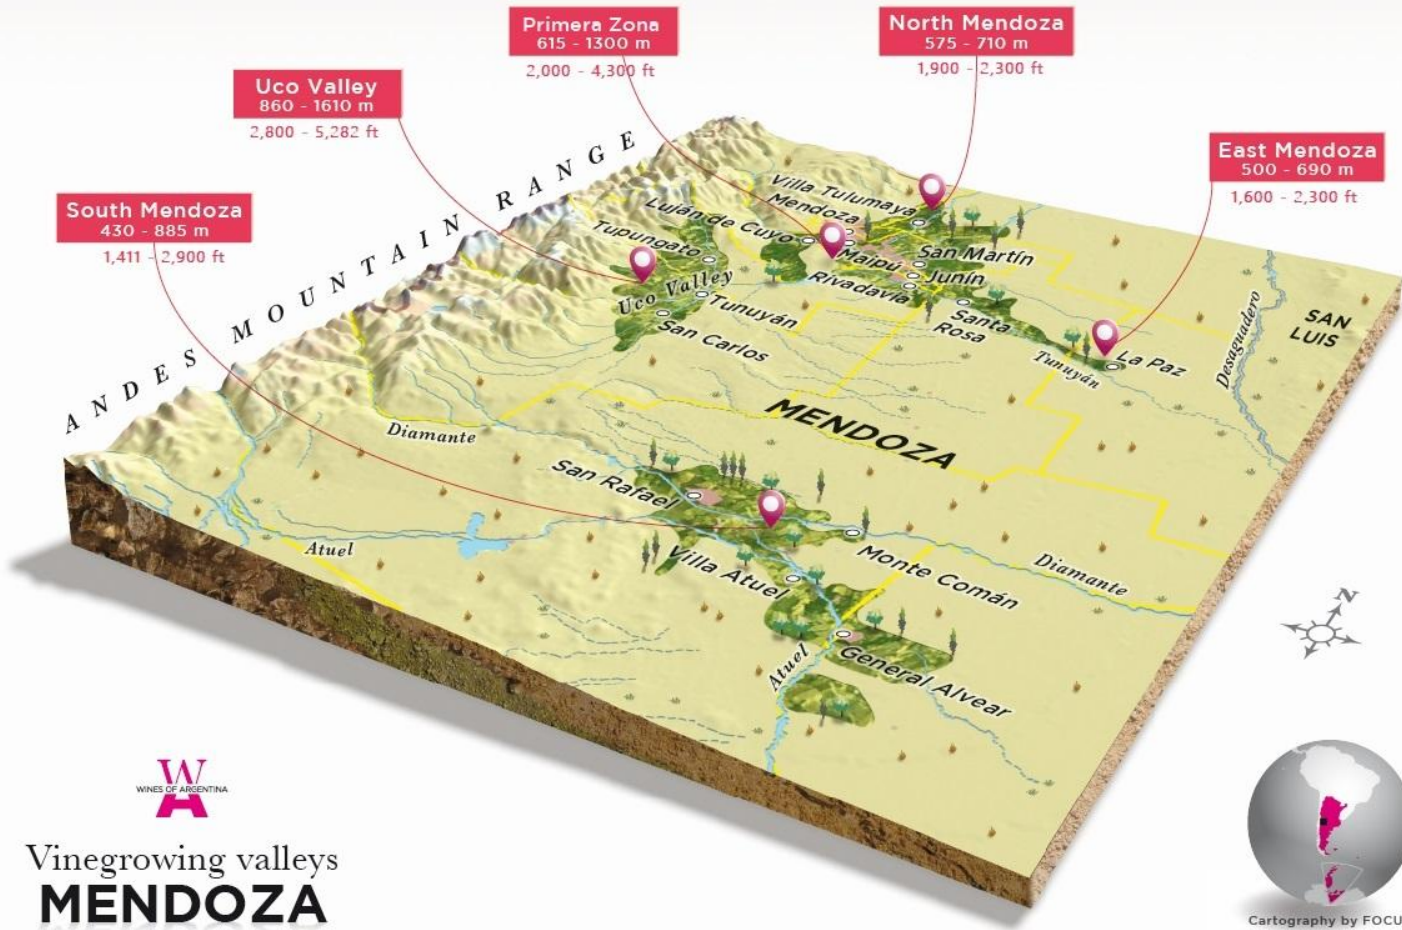 Primera Zona
615 - 1300 m
2,000 - 4,300 ft
North Mendoza
575 - 710 m
1,900 - 2,300 ft
Uco Valley
860 - 1610 m
2,800 - 5,282 ft
East Mendoza
500 - 690 m
1,600 - 2,300 ft
South Mendoza
430 - 885 m
1,411 - 2,900 ft
ANDES MOUNTAIN RANGE
Villa Tulumaya
Mendoza
Luján de Cuyo
Tupungato
Maipú
San Martín
Junín
Rivadavia
Uco Valley
Tunuyán
San Carlos
Santa
Rosa
Tunuyán
La Paz
Desaguadero
SAN
LUIS
MENDOZA
Diamante
San Rafael
Atuel
Villa Atuel
Monte Comán
Diamante
Atuel
General Alvear
N
W
A
WINES OF ARGENTINA
Vinegrowing valleys
MENDOZA
Cartography by FOCU